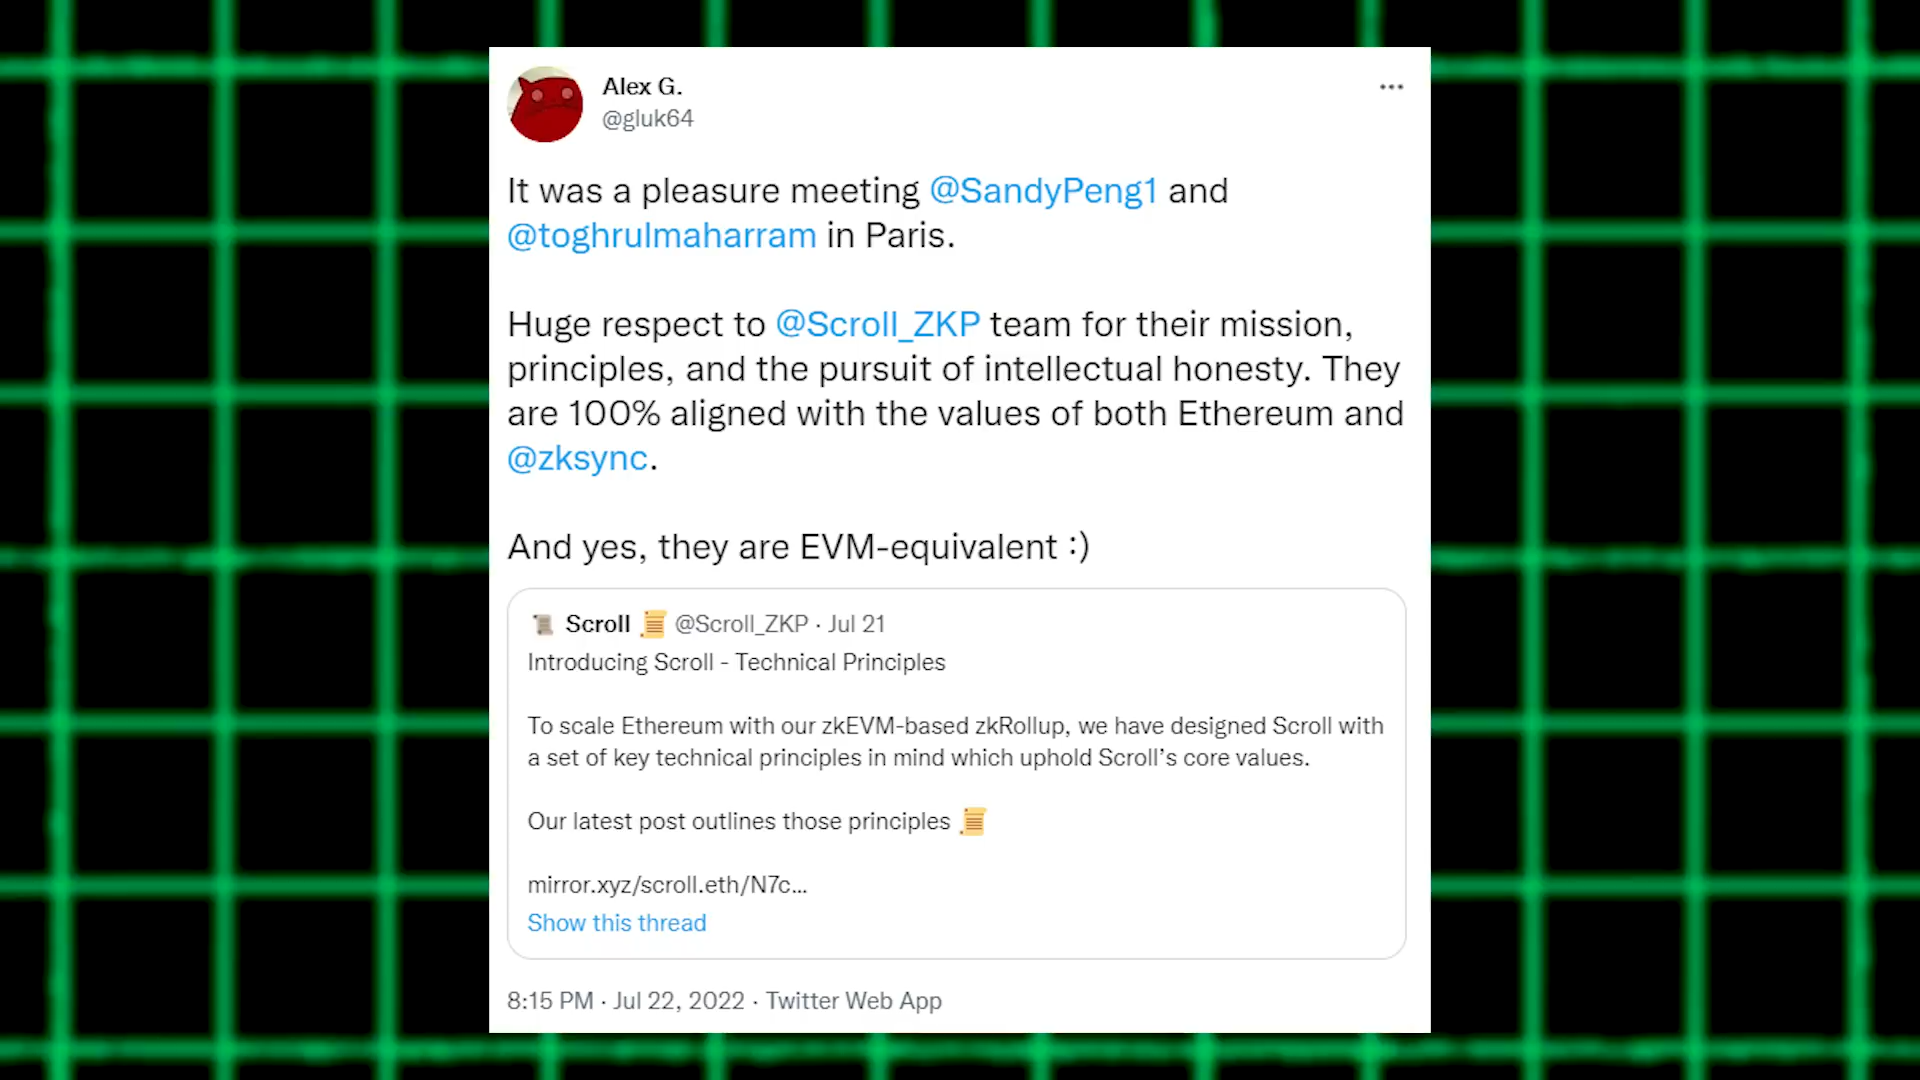 Alex G.
@gluk64
It was a pleasure meeting @SandyPeng1 and
@toghrulmaharram in Paris.
Huge respect to @Scroll_ZKP team for their mission,
principles, and the pursuit of intellectual honesty. They
are 100% aligned with the values of both Ethereum and
@zksync.
And yes, they are EVM-equivalent :)
Scroll 📜 @Scroll_ZKP · Jul 21
Introducing Scroll - Technical Principles
To scale Ethereum with our zkEVM-based zkRollup, we have designed Scroll with
a set of key technical principles in mind which uphold Scroll’s core values.
Our latest post outlines those principles 📜
mirror.xyz/scroll.eth/N7c...
Show this thread
8:15 PM · Jul 22, 2022 · Twitter Web App